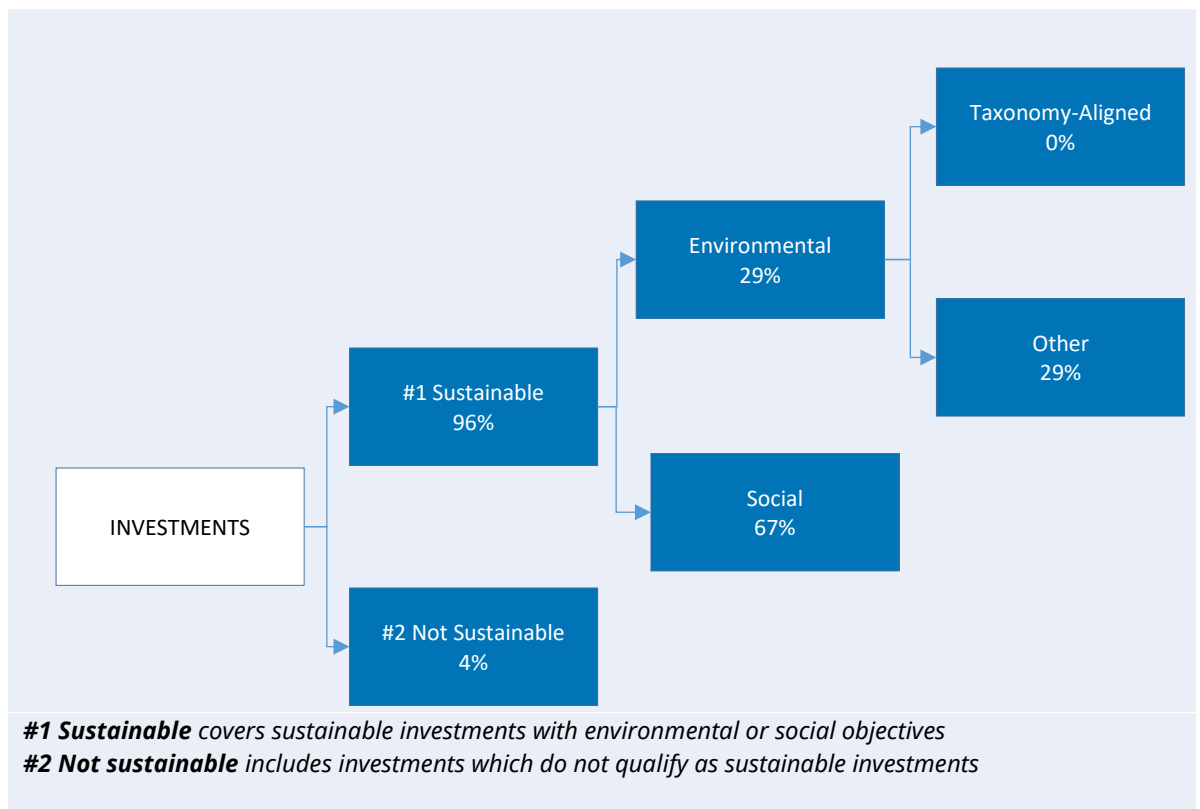 Taxonomy-Aligned
0%
Environmental
29%
Other
29%
#1 Sustainable
96%
Social
67%
INVESTMENTS
#2 Not Sustainable
4%
#1 Sustainable covers sustainable investments with environmental or social objectives
#2 Not sustainable includes investments which do not qualify as sustainable investments